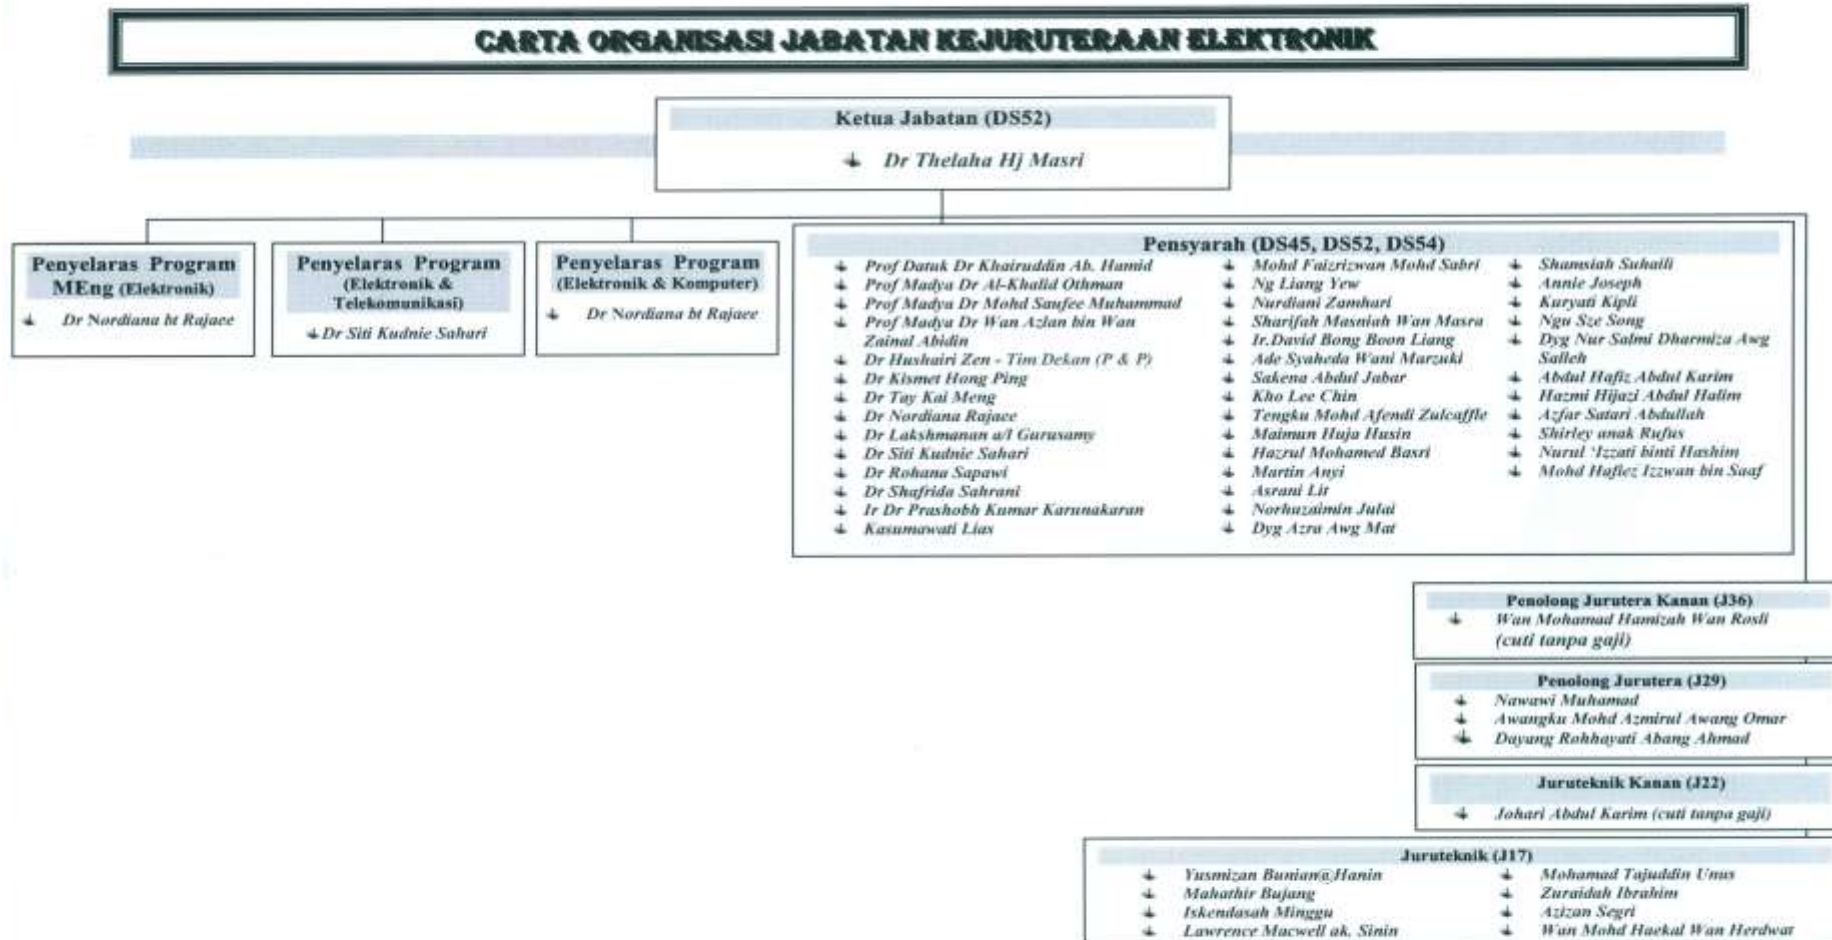 CARTA ORGANISASI JABATAN KEJURUTERAAN ELEKTRONIK
Ketua Jabatan (DS52)
Dr Thelaha Hj Masri
Penyelaras Program
MEng (Elektronik)
Dr Nordiana bt Rajaee
Penyelaras Program
(Elektronik &
Telekomunikasi)
Dr Siti Kudnie Sahari
Penyelaras Program
(Elektronik & Komputer)
Dr Nordiana bt Rajaee
Pensyarah (DS45, DS52, DS54)
Prof Datuk Dr Khairuddin Ab. Hamid
Prof Madya Dr Al-Khalid Othman
Prof Madya Dr Mohd Saufee Muhammad
Prof Madya Dr Wan Azlan bin Wan
Zainal Abidin
Dr Hushairi Zen - Tim Dekan (P & P)
Dr Kismet Hong Ping
Dr Tay Kai Meng
Dr Nordiana Rajaee
Dr Lakshmanan a/l Gurusamy
Dr Siti Kudnie Sahari
Dr Rohana Sapawi
Dr Shafrida Sahrani
Ir Dr Prashobh Kumar Karunakaran
Kasumawati Lias
Mohd Faizrizwan Mohd Sabri
Ng Liang Yew
Nurdiani Zamhari
Sharifah Masniah Wan Masra
Ir.David Bong Boon Liang
Ade Syaheda Wani Marzuki
Sakena Abdul Jabar
Kho Lee Chin
Tengku Mohd Afendi Zulcaffle
Maimun Huja Husin
Hazrul Mohamed Basri
Martin Anyi
Asrani Lit
Norhuzaimin Julai
Dyg Azra Awg Mat
Shamsiah Suhaili
Annie Joseph
Kuryati Kipli
Ngu Sze Song
Dyg Nur Salmi Dharmiza Awg
Salleh
Abdul Hafiz Abdul Karim
Hazmi Hijazi Abdul Halim
Azfar Satari Abdullah
Shirley anak Rufus
Nurul 'Izzati binti Hashim
Mohd Hafiez Izzwan bin Saaf
Penolong Jurutera Kanan (J36)
Wan Mohamad Hamizah Wan Rosli
(cuti tanpa gaji)
Penolong Jurutera (J29)
Nawawi Muhamad
Awangku Mohd Azmirul Awang Omar
Dayang Rohhayati Abang Ahmad
Juruteknik Kanan (J22)
Johari Abdul Karim (cuti tanpa gaji)
Juruteknik (J17)
Yusmizan Bunian@Hanin
Mahathir Bujang
Iskendasah Minggu
Lawrence Macwell ak. Sinin
Mohamad Tajuddin Unus
Zuraidah Ibrahim
Azizan Segri
Wan Mohd Haekal Wan Herdwar